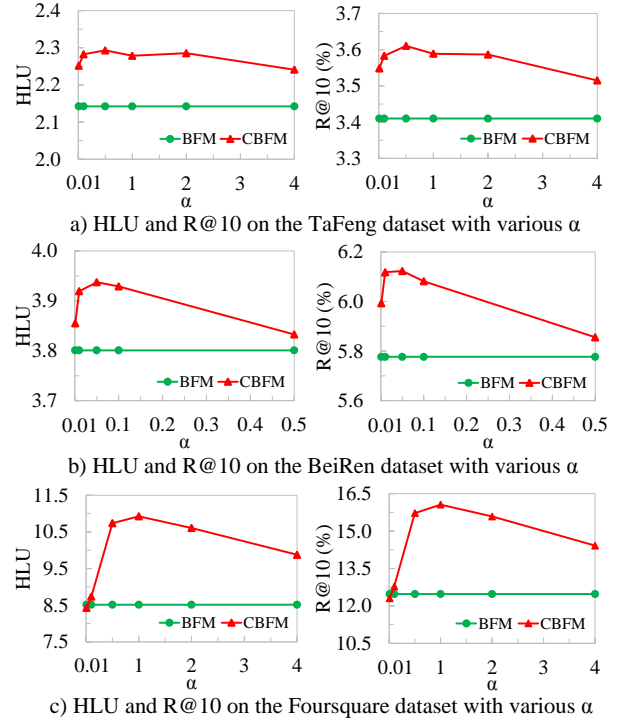 2.4
2.3
2.2
2.1
2.0
HLU
BFM CBFM
0.01 1 2 3 4
α
3.7
3.6
3.5
3.4
3.3
R@10 (%)
BFM CBFM
0.01 1 2 3 4
α
a) HLU and R@10 on the TaFeng dataset with various α
4.0
3.9
3.8
3.7
HLU
BFM CBFM
0.01 0.1 0.2 0.3 0.4 0.5
α
6.2
6.0
5.8
5.6
R@10 (%)
BFM CBFM
0.01 0.1 0.2 0.3 0.4 0.5
α
b) HLU and R@10 on the BeiRen dataset with various α
11.5
10.5
9.5
8.5
7.5
HLU
BFM CBFM
0.01 1 2 3 4
α
16.5
14.5
12.5
10.5
R@10 (%)
BFM CBFM
0.01 1 2 3 4
α
c) HLU and R@10 on the Foursquare dataset with various α